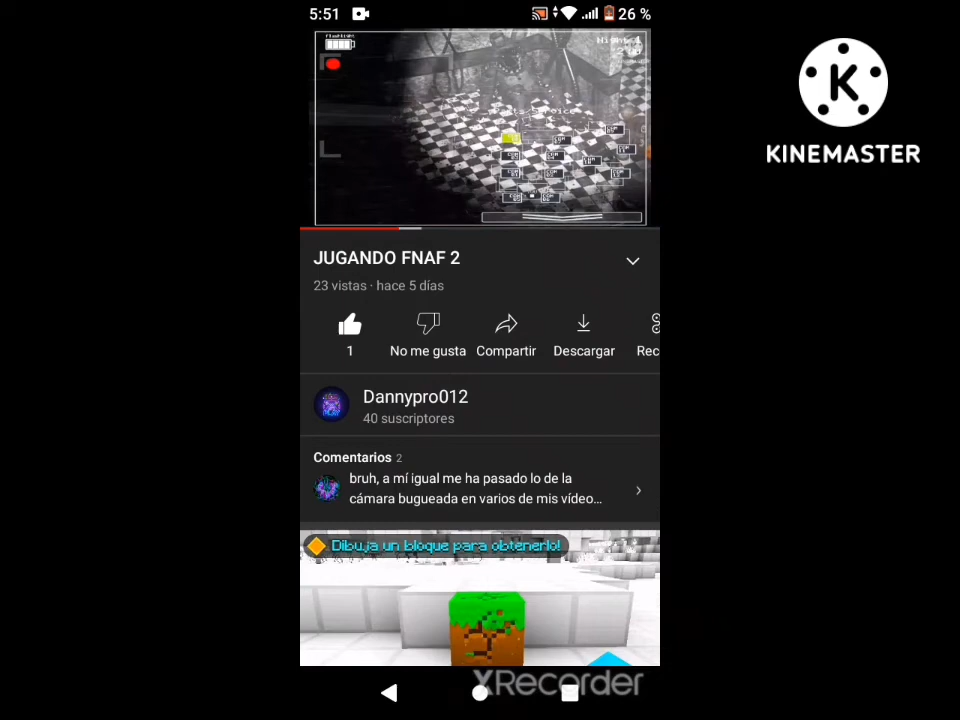 5:51
26 %
KINEMASTER
JUGANDO FNAF 2
23 vistas · hace 5 días
1
No me gusta
Compartir
Descargar
Rec
Dannypro012
40 suscriptores
Comentarios 2
bruh, a mí igual me ha pasado lo de la
cámara bugueada en varios de mis vídeo...
Dibuja un bloque para obtenerlo!
XRecorder